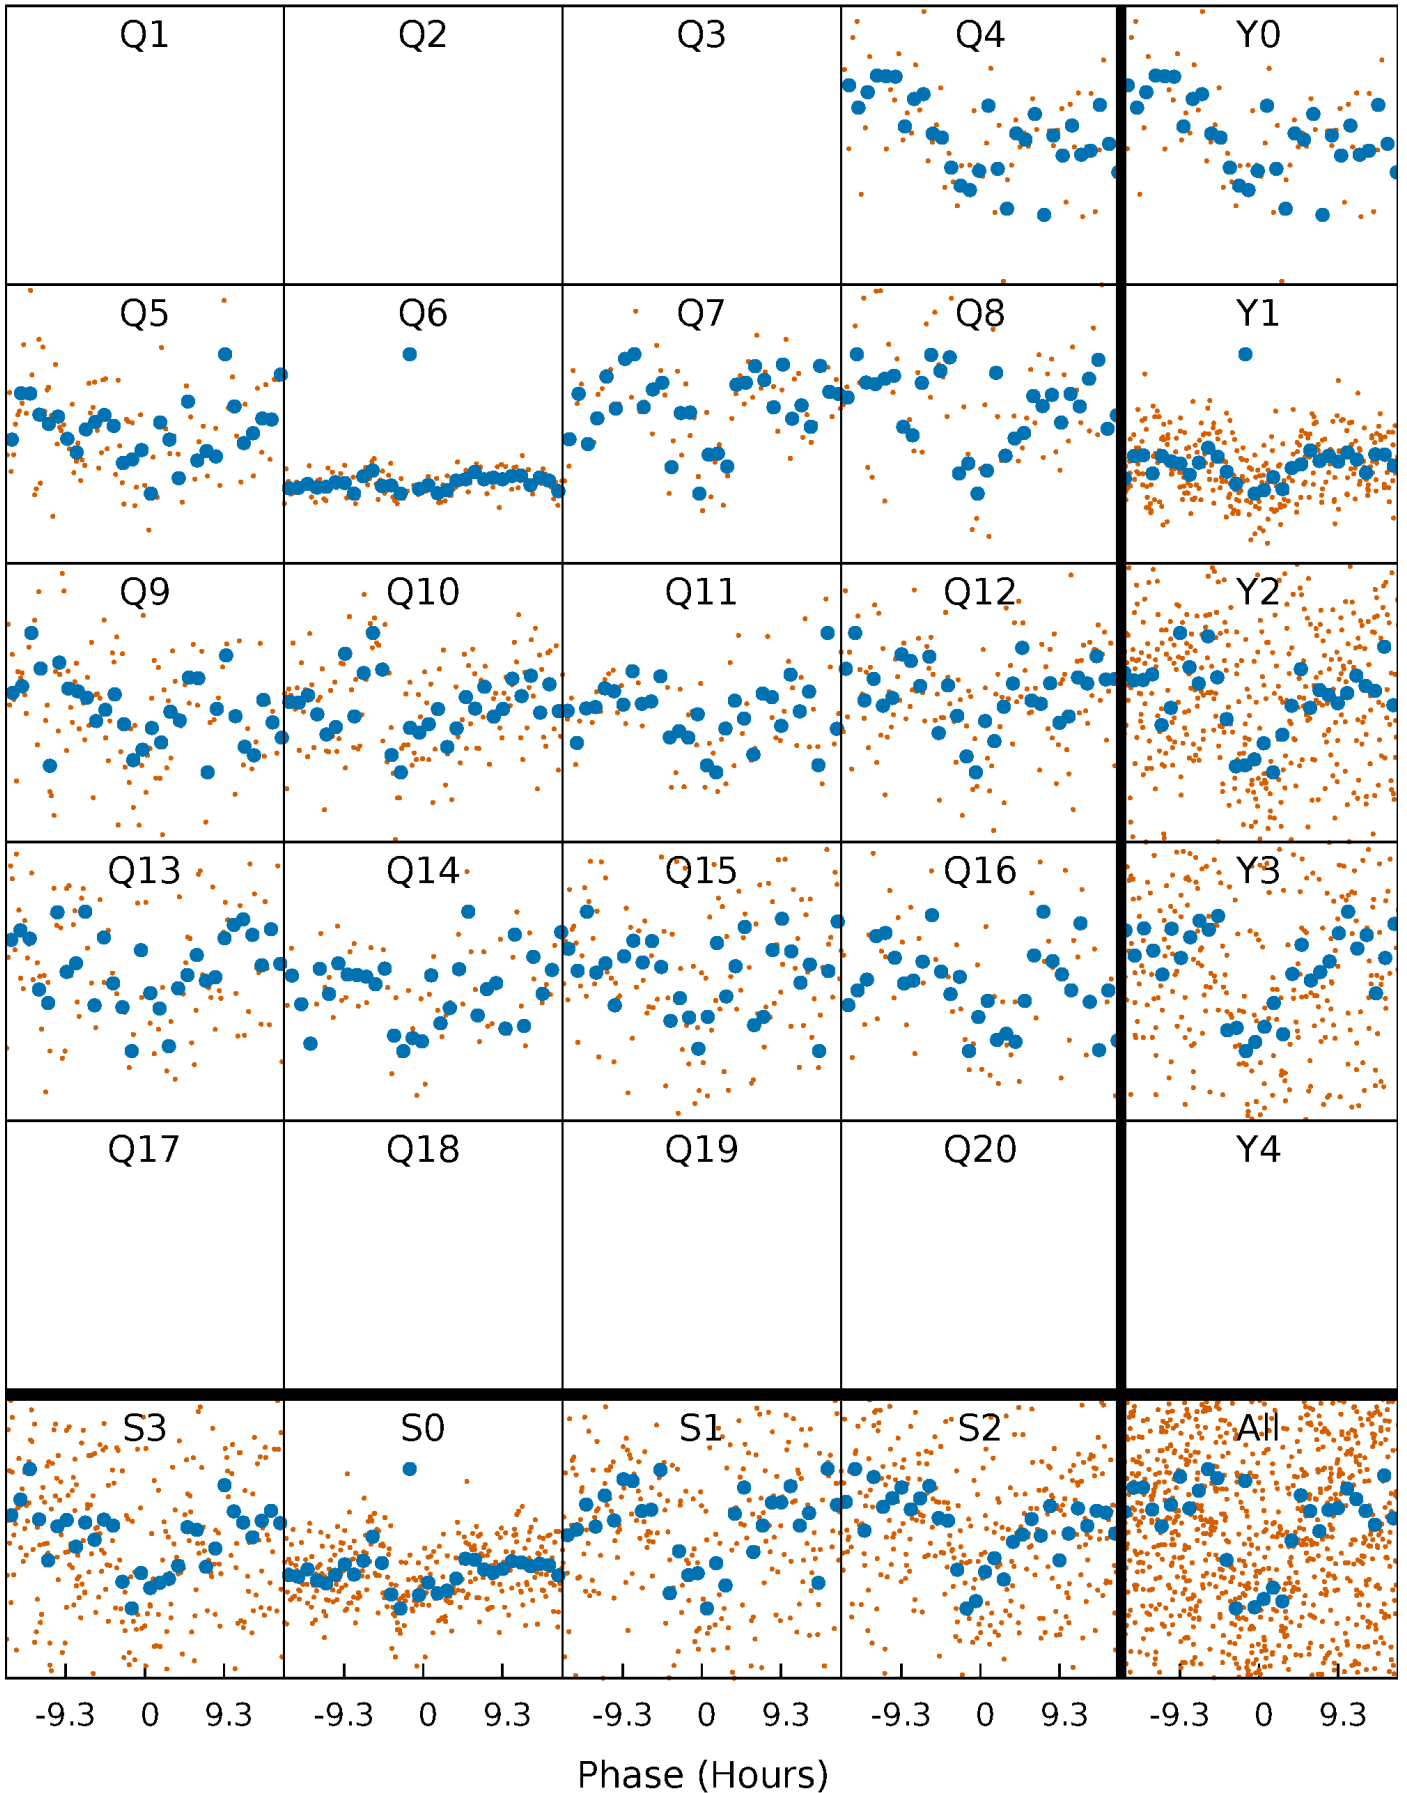 Q1 Q2 Q3 Q4 Y0
Q5 Q6 Q7 Q8 Y1
Q9 Q10 Q11 Q12 Y2
Q13 Q14 Q15 Q16 Y3
Q17 Q18 Q19 Q20 Y4
S3 S0 S1 S2 All
-9.3 0 9.3 -9.3 0 9.3 -9.3 0 9.3 -9.3 0 9.3 -9.3 0 9.3
Phase (Hours)